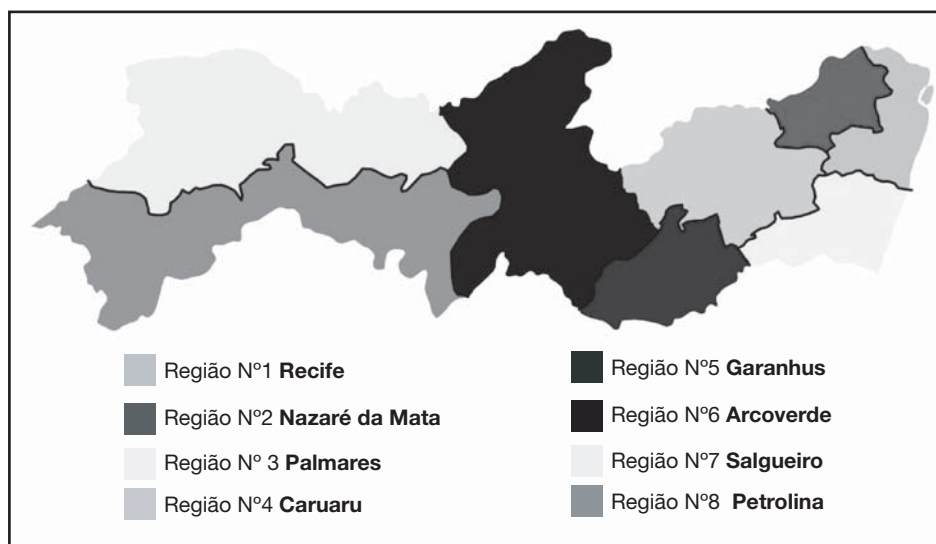 Região Nº1 Recife
Região Nº2 Nazaré da Mata
Região Nº 3 Palmares
Região Nº4 Caruaru
Região Nº5 Garanhus
Região Nº6 Arcoverde
Região Nº7 Salgueiro
Região Nº8 Petrolina